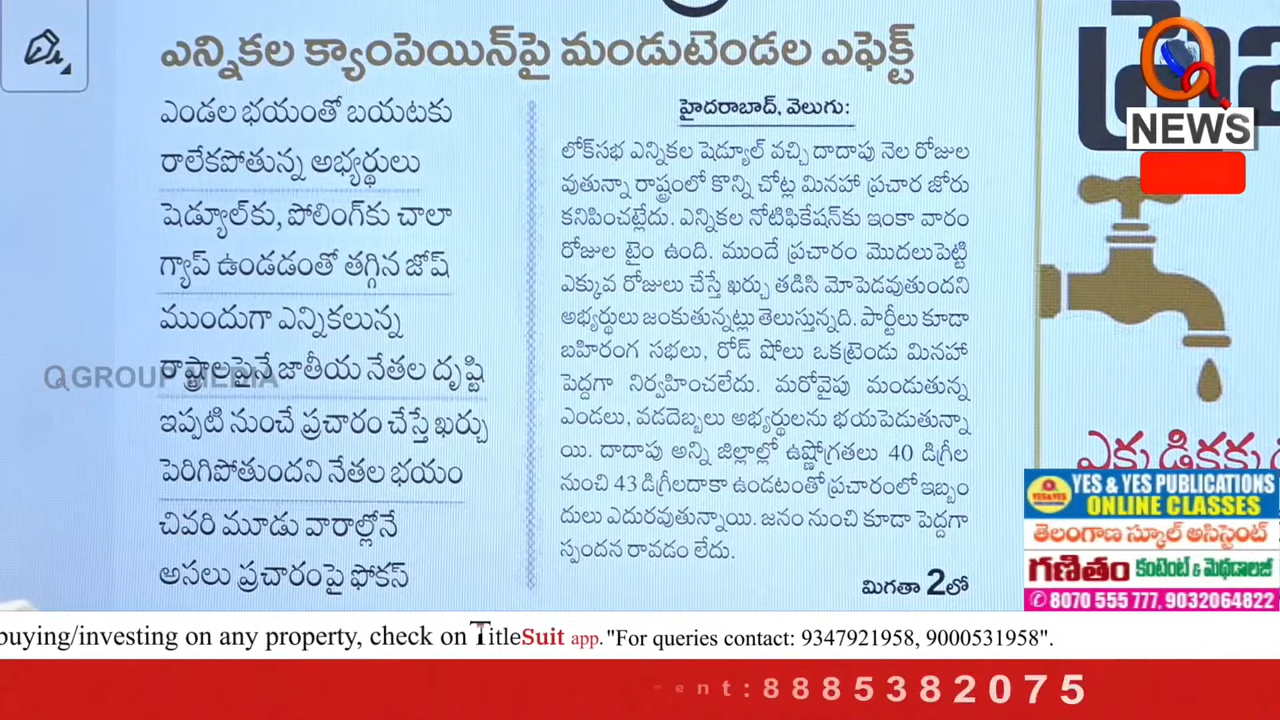 ఎన్నికల క్యాంపెయిన్‌పై మండుటెండల ఎఫెక్ట్
ఎండల భయంతో బయటకు
రాలేకపోతున్న అభ్యర్థులు
షెడ్యూల్‌కు, పోలింగ్‌కు చాలా
గ్యాప్ ఉండడంతో తగ్గిన జోష్
ముందుగా ఎన్నికలున్న
రాష్ట్రాలపైనే జాతీయ నేతల దృష్టి
ఇప్పటి నుంచే ప్రచారం చేస్తే ఖర్చు
పెరిగిపోతుందని నేతల భయం
చివరి మూడు వారాల్లోనే
అసలు ప్రచారంపై ఫోకస్
హైదరాబాద్, వెలుగు:
లోక్‌సభ ఎన్నికల షెడ్యూల్ వచ్చి దాదాపు నెల రోజుల
వుతున్నా రాష్ట్రంలో కొన్ని చోట్ల మినహా ప్రచార జోరు
కనిపించట్లేదు. ఎన్నికల నోటిఫికేషన్‌కు ఇంకా వారం
రోజుల టైం ఉంది. ముందే ప్రచారం మొదలుపెట్టి
ఎక్కువ రోజులు చేస్తే ఖర్చు తడిసి మోపెడవుతుందని
అభ్యర్థులు జంకుతున్నట్లు తెలుస్తున్నది. పార్టీలు కూడా
బహిరంగ సభలు, రోడ్ షోలు ఒకట్రెండు మినహా
పెద్దగా నిర్వహించలేదు. మరోవైపు మండుతున్న
ఎండలు, వడదెబ్బలు అభ్యర్థులను భయపెడుతున్నా
యి. దాదాపు అన్ని జిల్లాల్లో ఉష్ణోగ్రతలు 40 డిగ్రీల
నుంచి 43 డిగ్రీలదాకా ఉండటంతో ప్రచారంలో ఇబ్బం
దులు ఎదురవుతున్నాయి. జనం నుంచి కూడా పెద్దగా
స్పందన రావడం లేదు.
మిగతా 2లో
Q GROUP MEDIA
Q
NEWS
YES & YES PUBLICATIONS
ONLINE CLASSES
తెలంగాణ స్కూల్ అసిస్టెంట్
గణితం కంటెంట్ & మెథడాలజీ
8070 555 777, 9032064822
buying/investing on any property, check on TitleSuit app. "For queries contact: 9347921958, 9000531958".
ent: 8885382075